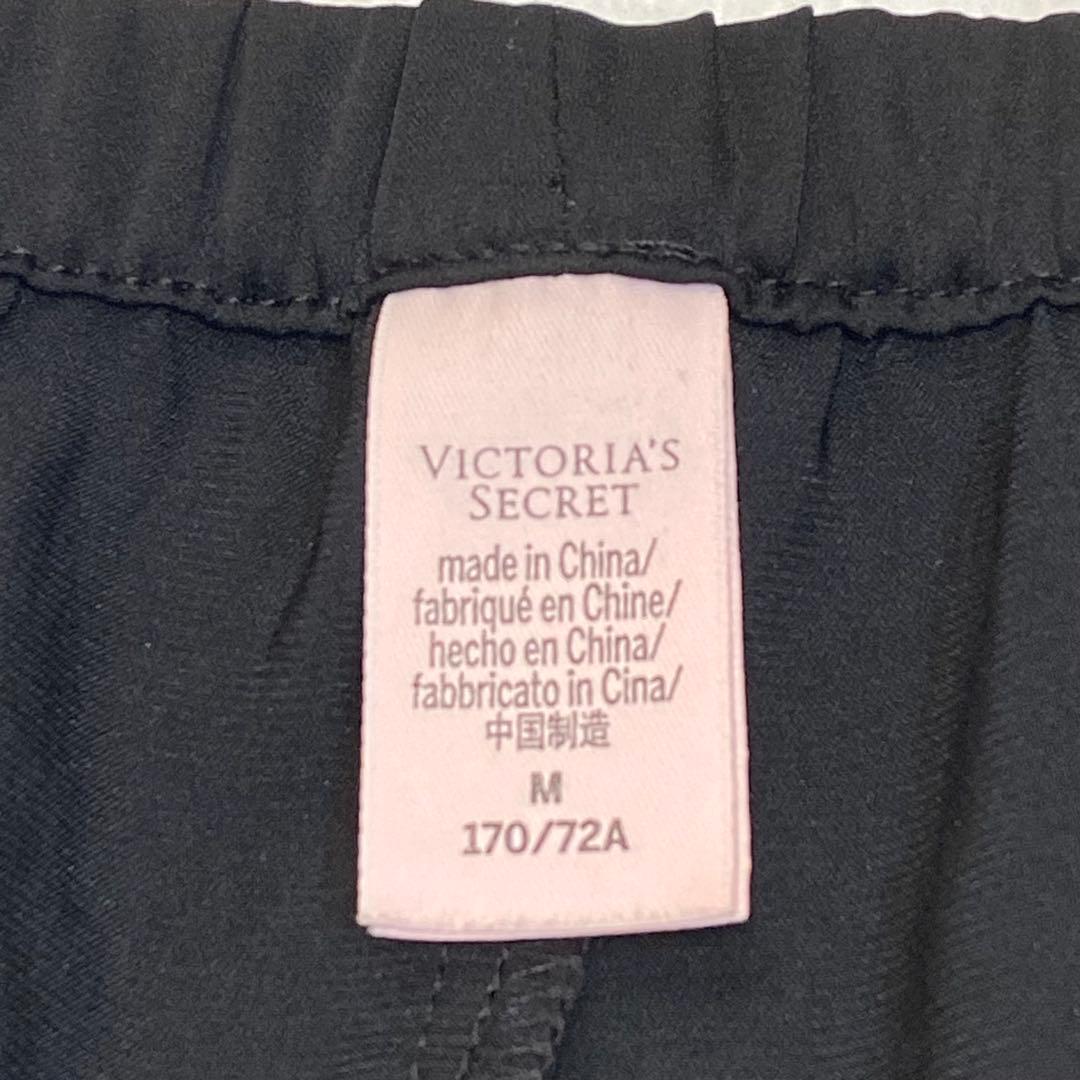 VICTORIA'S
SECRET
made in China/
fabriqué en Chine/
hecho en China/
fabbricato in Cina/
中国制造
M
170/72A